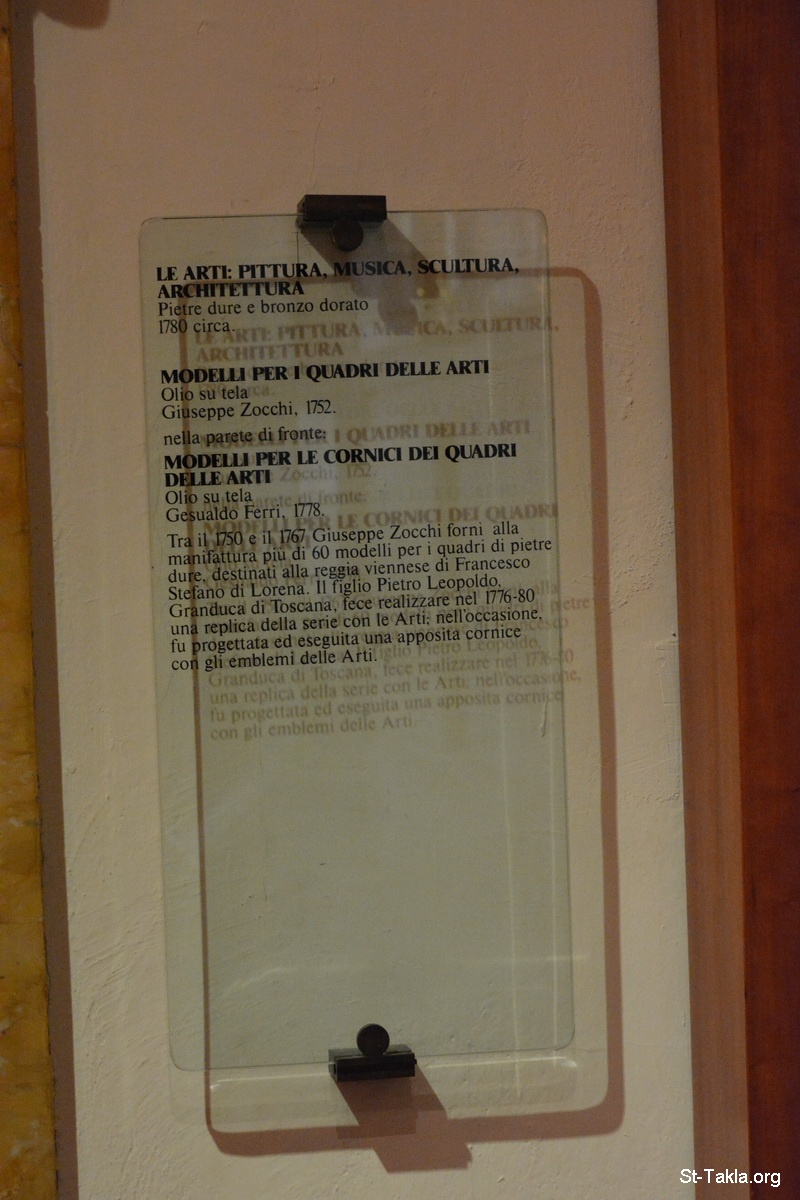 LE ARTI: PITTURA, MUSICA, SCULTURA,
ARCHITETTURA
Pietre dure e bronzo dorato
1780 circa.
MODELLI PER I QUADRI DELLE ARTI
Olio su tela
Giuseppe Zocchi, 1752.
nella parete di fronte:
MODELLI PER LE CORNICI DEI QUADRI
DELLE ARTI
Olio su tela
Gesualdo Ferri, 1778.
Tra il 1750 e il 1767 Giuseppe Zocchi fornì alla
manifattura più di 60 modelli per i quadri di pietre
dure, destinati alla reggia viennese di Francesco
Stefano di Lorena. Il figlio Pietro Leopoldo,
Granduca di Toscana, fece realizzare nel 1776-80
una replica della serie con le Arti; nell'occasione,
fu progettata ed eseguita una apposita cornice
con gli emblemi delle Arti.
St-Takla.org